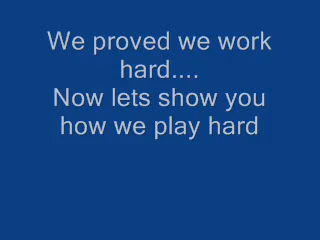 We proved we work
hard....
Now lets show you
how we play hard